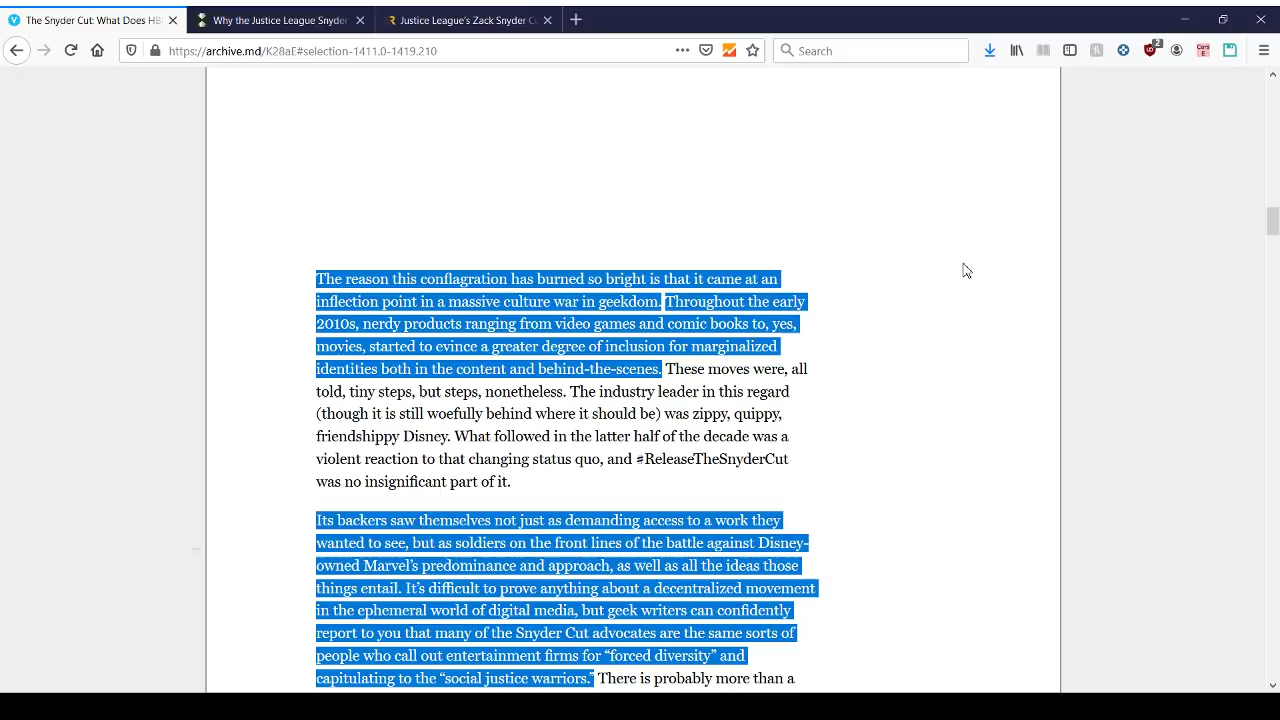 The Snyder Cut: What Does HB
Why the Justice League Snyder
Justice League's Zack Snyder C
https://archive.md/K28aE#selection-1411.0-1419.210
Search
2
The reason this conflagration has burned so bright is that it came at an
inflection point in a massive culture war in geekdom. Throughout the early
2010s, nerdy products ranging from video games and comic books to, yes,
movies, started to evince a greater degree of inclusion for marginalized
identities both in the content and behind-the-scenes. These moves were, all
told, tiny steps, but steps, nonetheless. The industry leader in this regard
(though it is still woefully behind where it should be) was zippy, quippy,
friendshippy Disney. What followed in the latter half of the decade was a
violent reaction to that changing status quo, and #ReleaseTheSnyderCut
was no insignificant part of it.
Its backers saw themselves not just as demanding access to a work they
wanted to see, but as soldiers on the front lines of the battle against Disney-
owned Marvel's predominance and approach, as well as all the ideas those
things entail. It's difficult to prove anything about a decentralized movement
in the ephemeral world of digital media, but geek writers can confidently
report to you that many of the Snyder Cut advocates are the same sorts of
people who call out entertainment firms for “forced diversity” and
capitulating to the “social justice warriors.” There is probably more than a